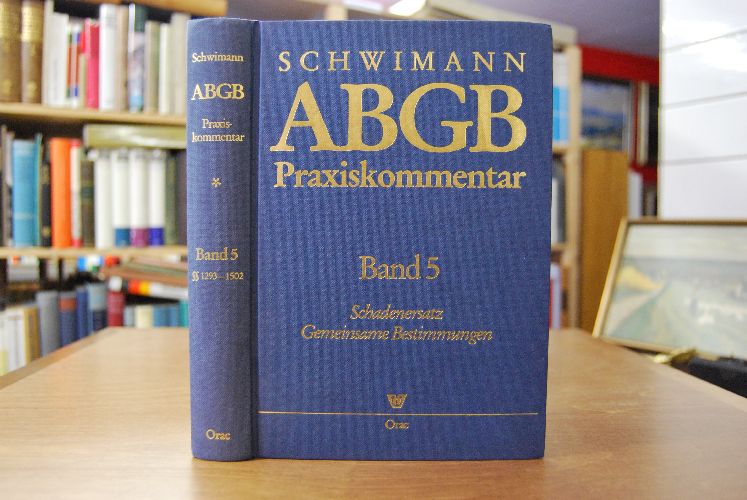 Schwimann
ABGB
Praxis-
kommentar
*
Band 5
§§ 1293–1502
Orac
SCHWIMANN
ABGB
Praxiskommentar
Band 5
Schadenersatz
Gemeinsame Bestimmungen
Orac